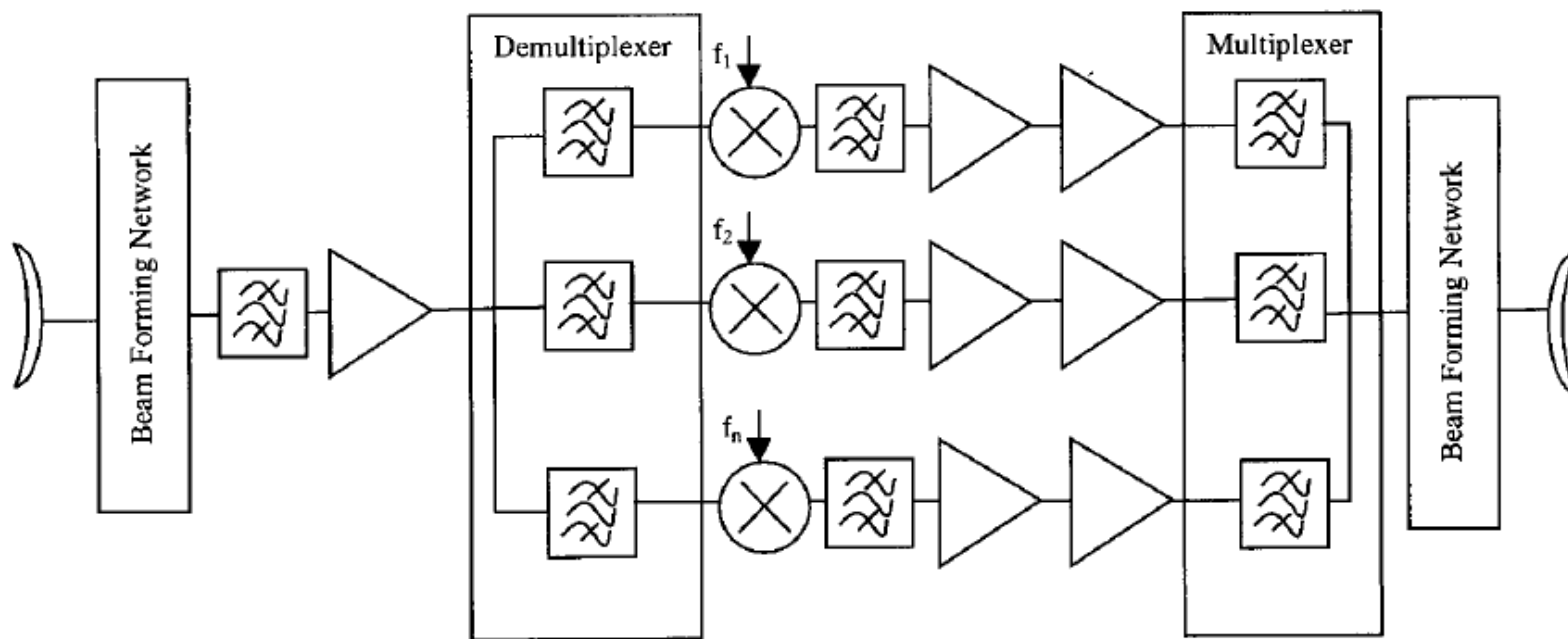 Demultiplexer
Multiplexer
f₁
f₂
fₙ
Beam Forming Network
Beam Forming Network